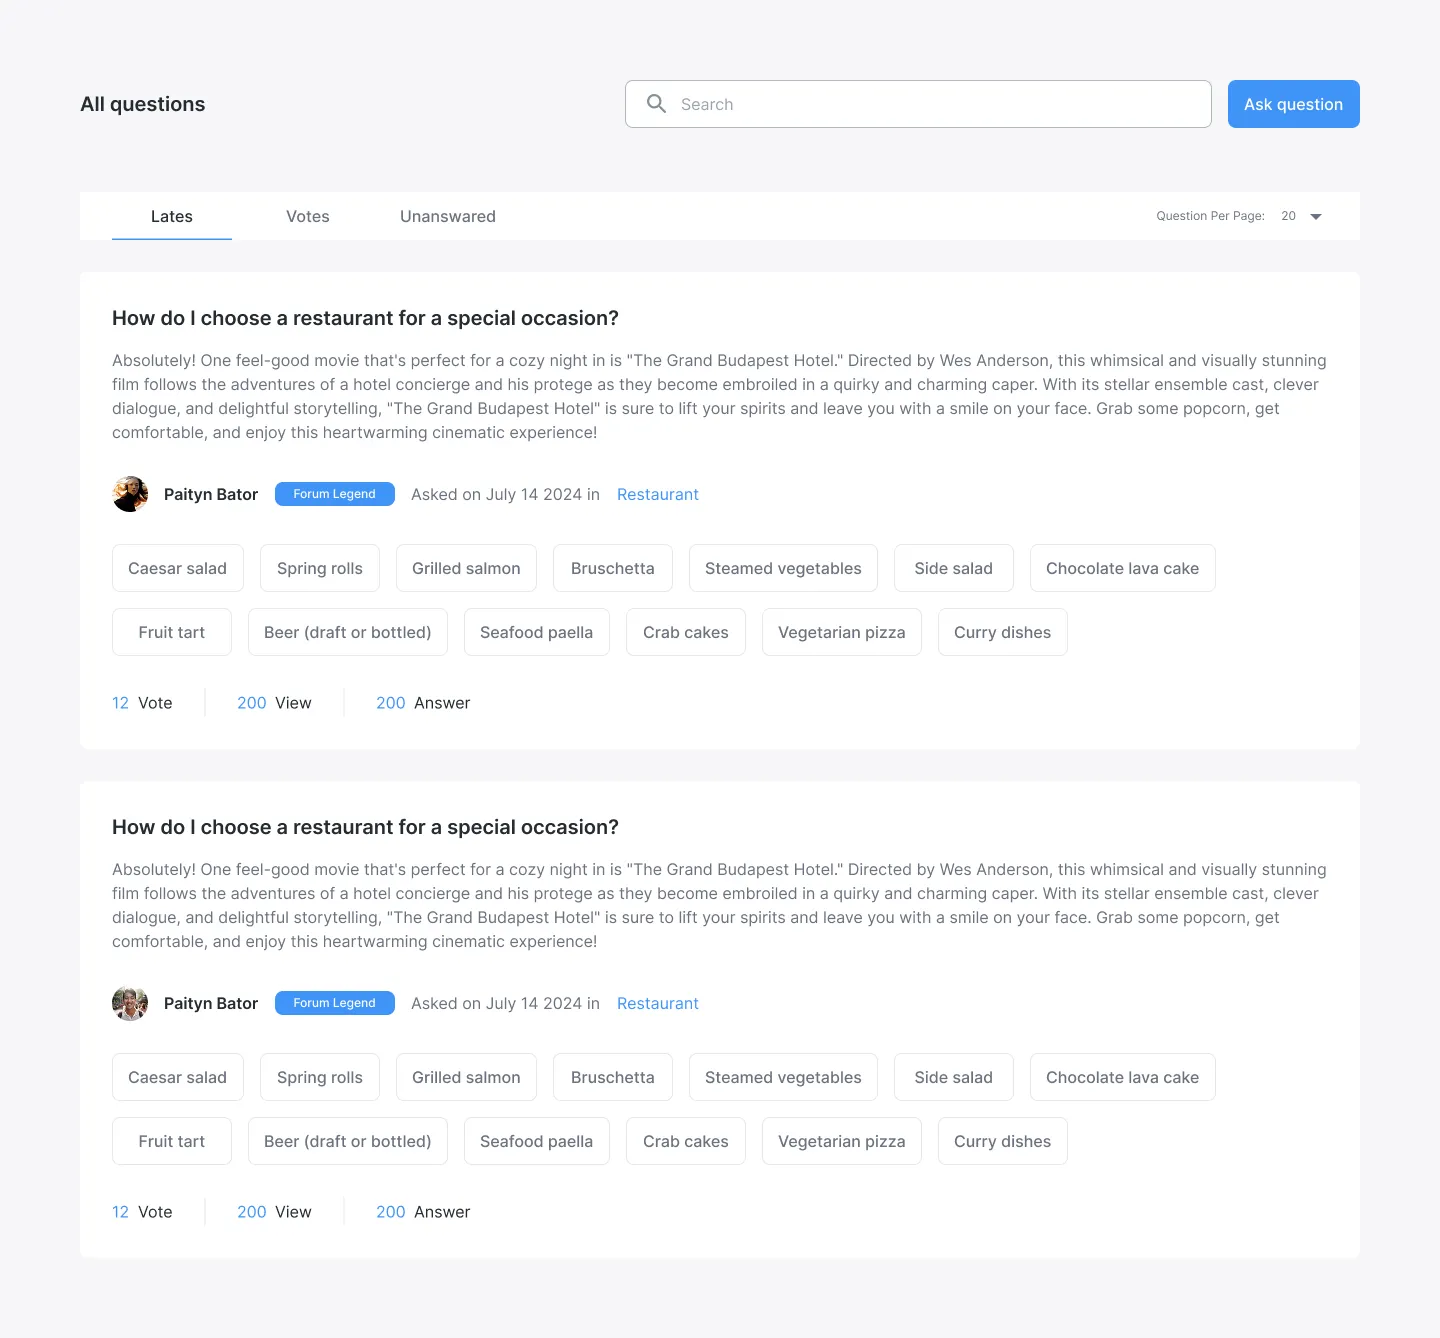 All questions
Search
Ask question
Lates Votes Unanswared Question Per Page: 20
How do I choose a restaurant for a special occasion?
Absolutely! One feel-good movie that's perfect for a cozy night in is "The Grand Budapest Hotel." Directed by Wes Anderson, this whimsical and visually stunning
film follows the adventures of a hotel concierge and his protege as they become embroiled in a quirky and charming caper. With its stellar ensemble cast, clever
dialogue, and delightful storytelling, "The Grand Budapest Hotel" is sure to lift your spirits and leave you with a smile on your face. Grab some popcorn, get
comfortable, and enjoy this heartwarming cinematic experience!
Paityn Bator Forum Legend Asked on July 14 2024 in Restaurant
Caesar salad Spring rolls Grilled salmon Bruschetta Steamed vegetables Side salad Chocolate lava cake
Fruit tart Beer (draft or bottled) Seafood paella Crab cakes Vegetarian pizza Curry dishes
12 Vote 200 View 200 Answer
How do I choose a restaurant for a special occasion?
Absolutely! One feel-good movie that's perfect for a cozy night in is "The Grand Budapest Hotel." Directed by Wes Anderson, this whimsical and visually stunning
film follows the adventures of a hotel concierge and his protege as they become embroiled in a quirky and charming caper. With its stellar ensemble cast, clever
dialogue, and delightful storytelling, "The Grand Budapest Hotel" is sure to lift your spirits and leave you with a smile on your face. Grab some popcorn, get
comfortable, and enjoy this heartwarming cinematic experience!
Paityn Bator Forum Legend Asked on July 14 2024 in Restaurant
Caesar salad Spring rolls Grilled salmon Bruschetta Steamed vegetables Side salad Chocolate lava cake
Fruit tart Beer (draft or bottled) Seafood paella Crab cakes Vegetarian pizza Curry dishes
12 Vote 200 View 200 Answer